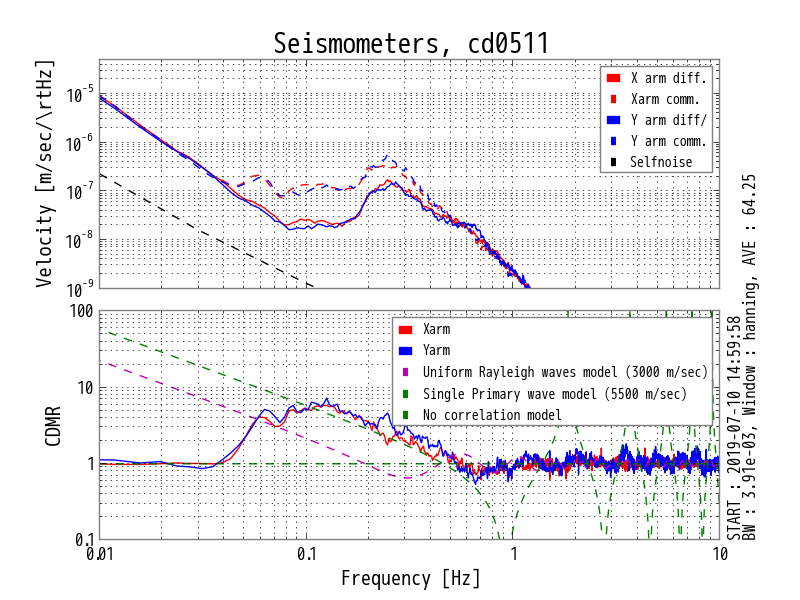 Seismometers, cd0511
Velocity [m/sec/\rtHz]
10^-5
10^-6
10^-7
10^-8
10^-9
X arm diff.
Xarm comm.
Y arm diff/
Y arm comm.
Selfnoise
CDMR
100
10
1
0.1
Xarm
Yarm
Uniform Rayleigh waves model (3000 m/sec)
Single Primary wave model (5500 m/sec)
No correlation model
0.01
0.1
1
10
Frequency [Hz]
START : 2019-07-10 14:59:58
BW : 3.91e-03, Window : hanning, AVE : 64.25